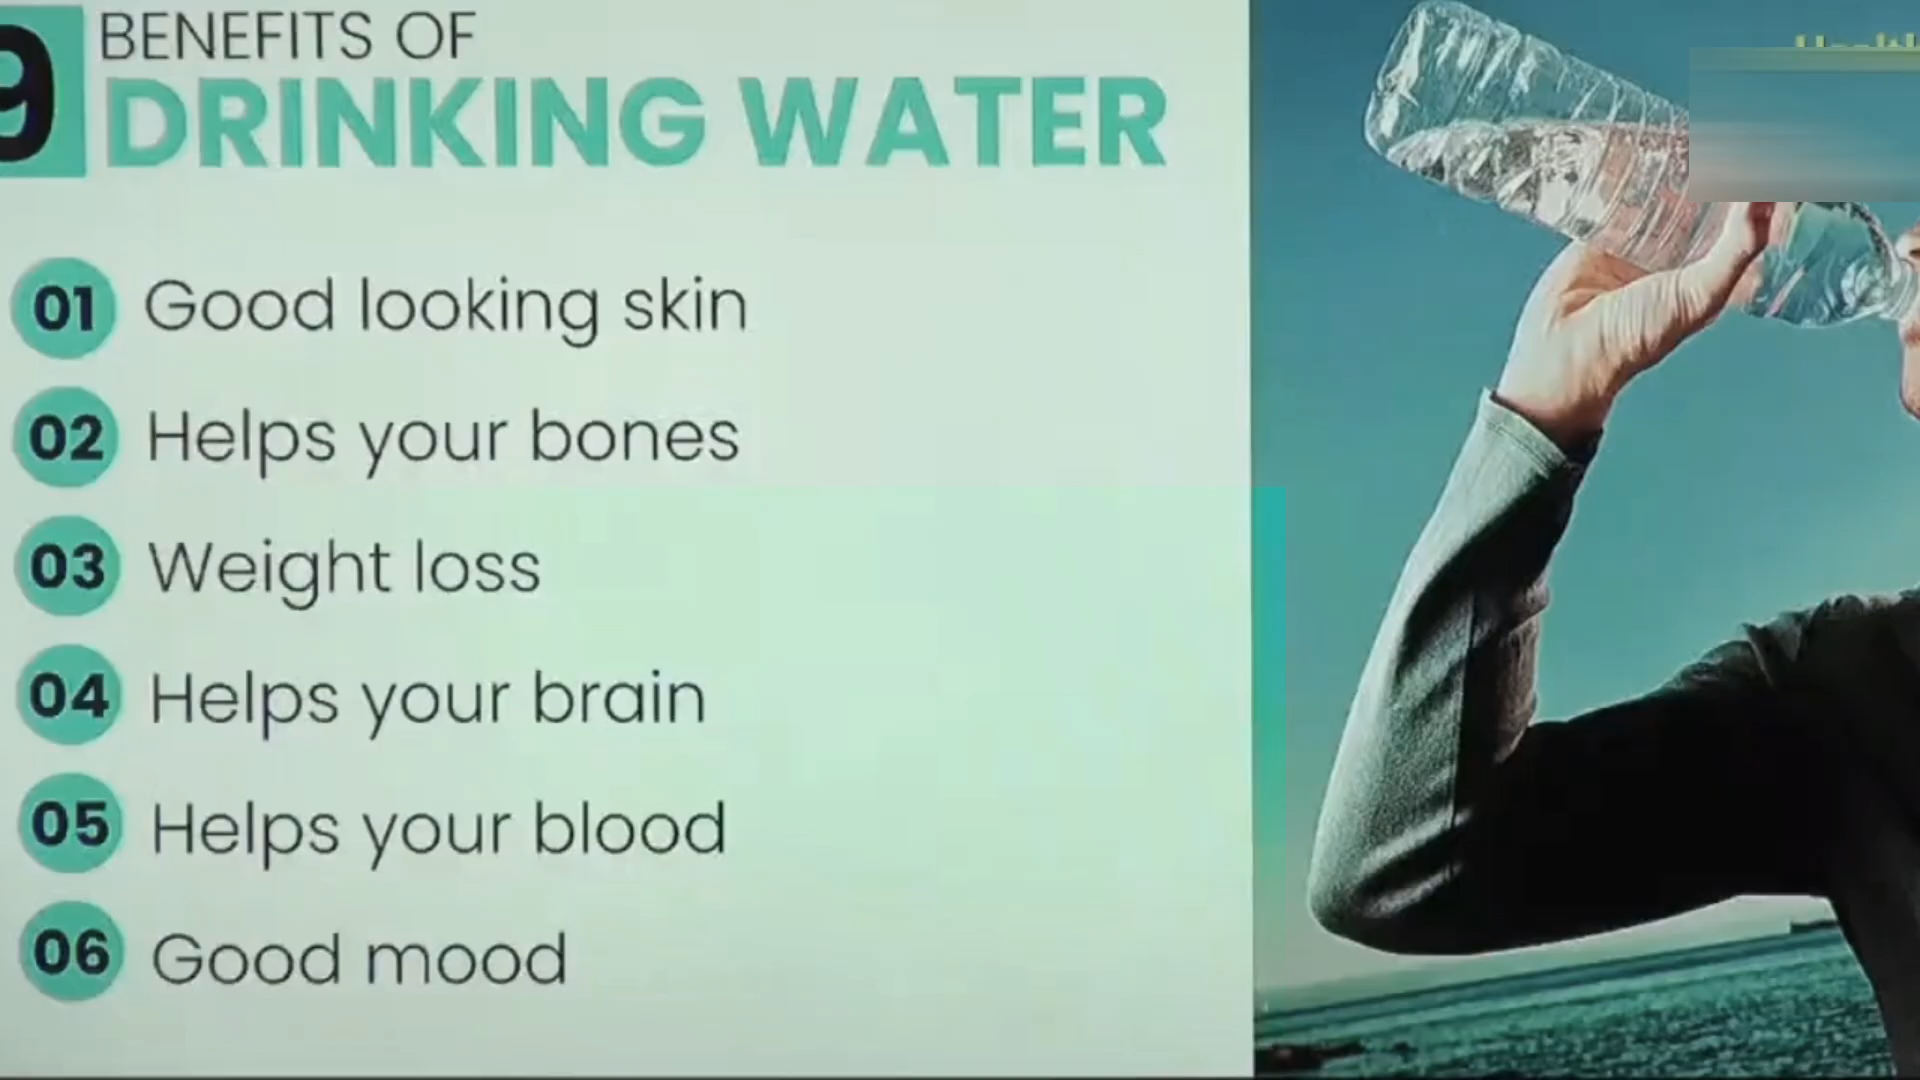 9
BENEFITS OF
DRINKING WATER
01 Good looking skin
02 Helps your bones
03 Weight loss
04 Helps your brain
05 Helps your blood
06 Good mood